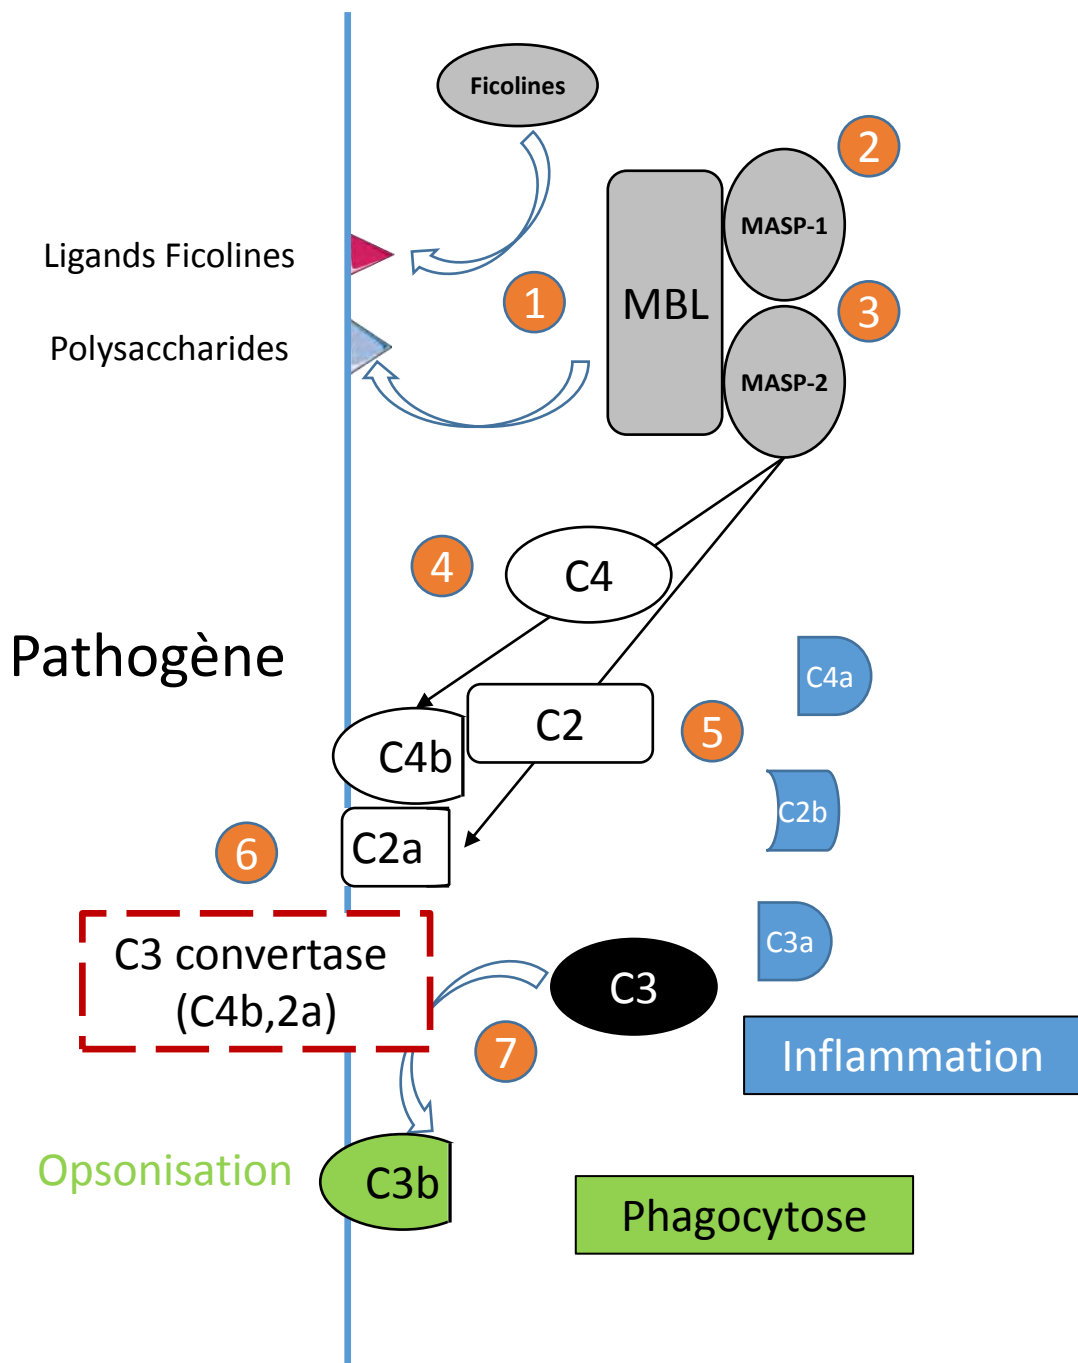 Ficolines
2
MASP-1
Ligands Ficolines
1
MBL
3
Polysaccharides
MASP-2
4
C4
Pathogène
C4a
C2
5
C4b
C2b
6
C2a
C3a
C3 convertase
(C4b,2a)
C3
7
Inflammation
Opsonisation
C3b
Phagocytose